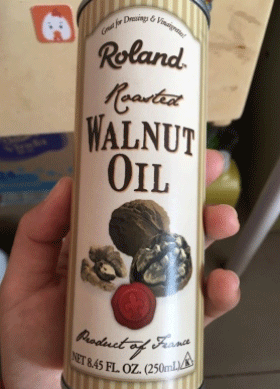 Great for Dressings & Vinaigrettes!
Roland
Roasted
WALNUT
OIL
Product of France
NET 8.45 FL. OZ. (250mL)